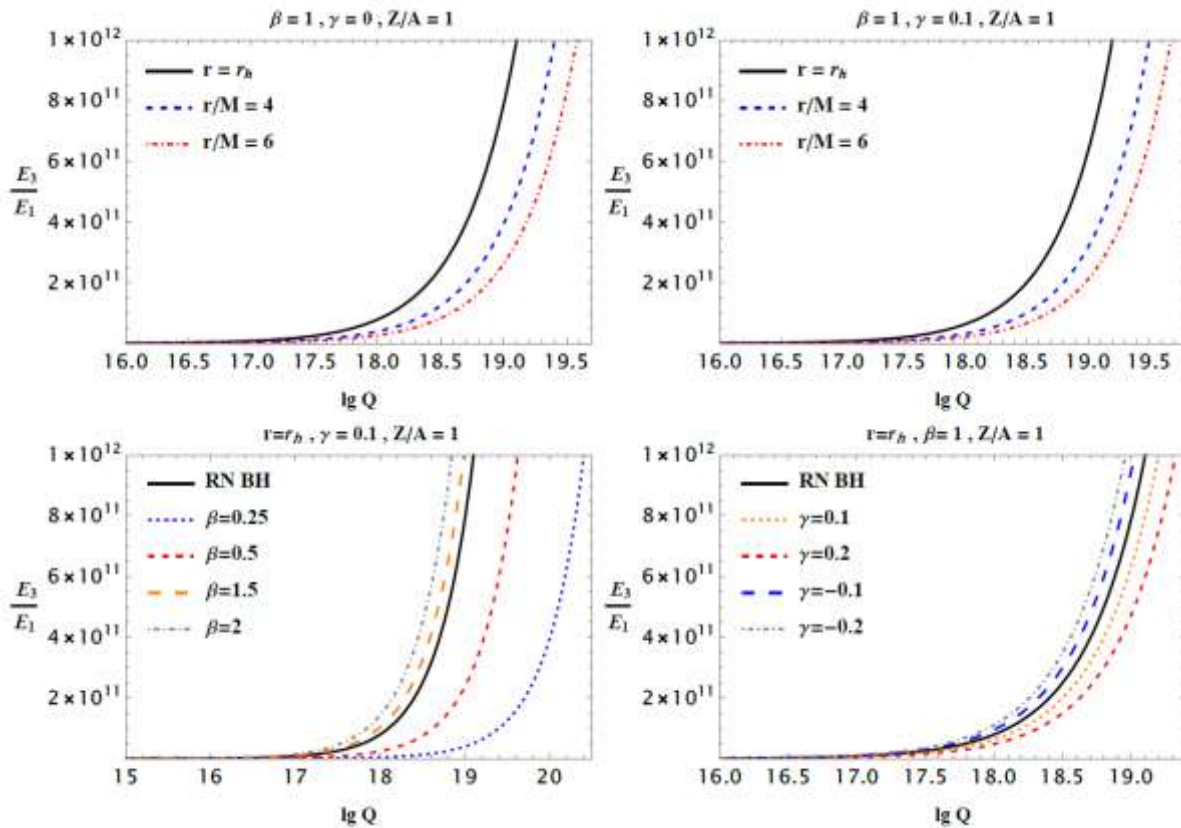 β = 1 , γ = 0 , Z/A = 1
1×10¹²
8×10¹¹
6×10¹¹
4×10¹¹
2×10¹¹
E₃
E₁
r = r_h
r/M = 4
r/M = 6
16.0 16.5 17.0 17.5 18.0 18.5 19.0 19.5
lg Q
β = 1 , γ = 0.1 , Z/A = 1
1×10¹²
8×10¹¹
6×10¹¹
4×10¹¹
2×10¹¹
E₃
E₁
r = r_h
r/M = 4
r/M = 6
16.0 16.5 17.0 17.5 18.0 18.5 19.0 19.5
lg Q
r=r_h , γ = 0.1 , Z/A = 1
1×10¹²
8×10¹¹
6×10¹¹
4×10¹¹
2×10¹¹
E₃
E₁
RN BH
β=0.25
β=0.5
β=1.5
β=2
15 16 17 18 19 20
lg Q
r=r_h , β= 1 , Z/A = 1
1×10¹²
8×10¹¹
6×10¹¹
4×10¹¹
2×10¹¹
E₃
E₁
RN BH
γ=0.1
γ=0.2
γ=−0.1
γ=−0.2
16.0 16.5 17.0 17.5 18.0 18.5 19.0
lg Q